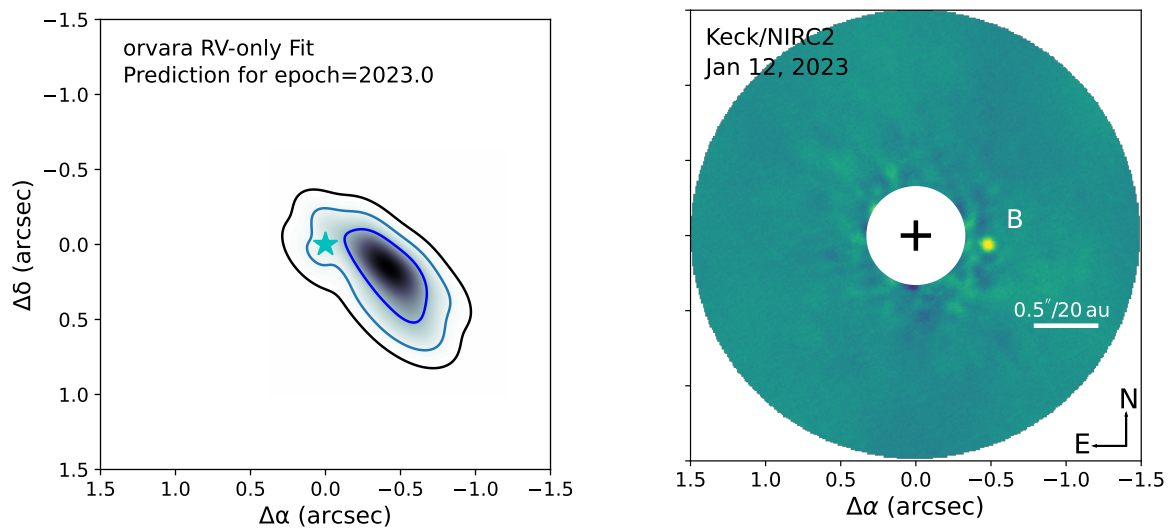 orvara RV-only Fit
Prediction for epoch=2023.0
−1.5
−1.0
−0.5
0.0
0.5
1.0
1.5
Δδ (arcsec)
1.5
1.0
0.5
0.0
−0.5
−1.0
−1.5
Δα (arcsec)
Keck/NIRC2
Jan 12, 2023
B
0.5″/20 au
N
E
1.5
1.0
0.5
0.0
−0.5
−1.0
−1.5
Δα (arcsec)